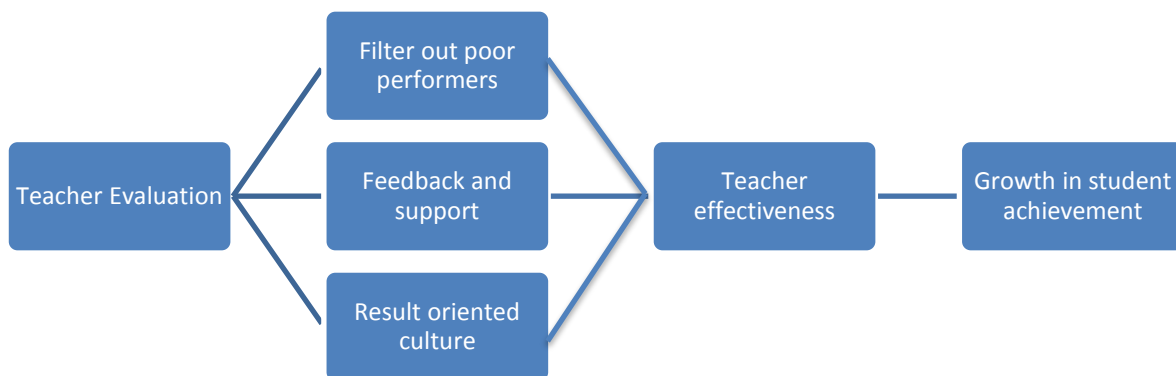 Filter out poor
performers
Teacher Evaluation
Feedback and
support
Result oriented
culture
Teacher
effectiveness
Growth in student
achievement